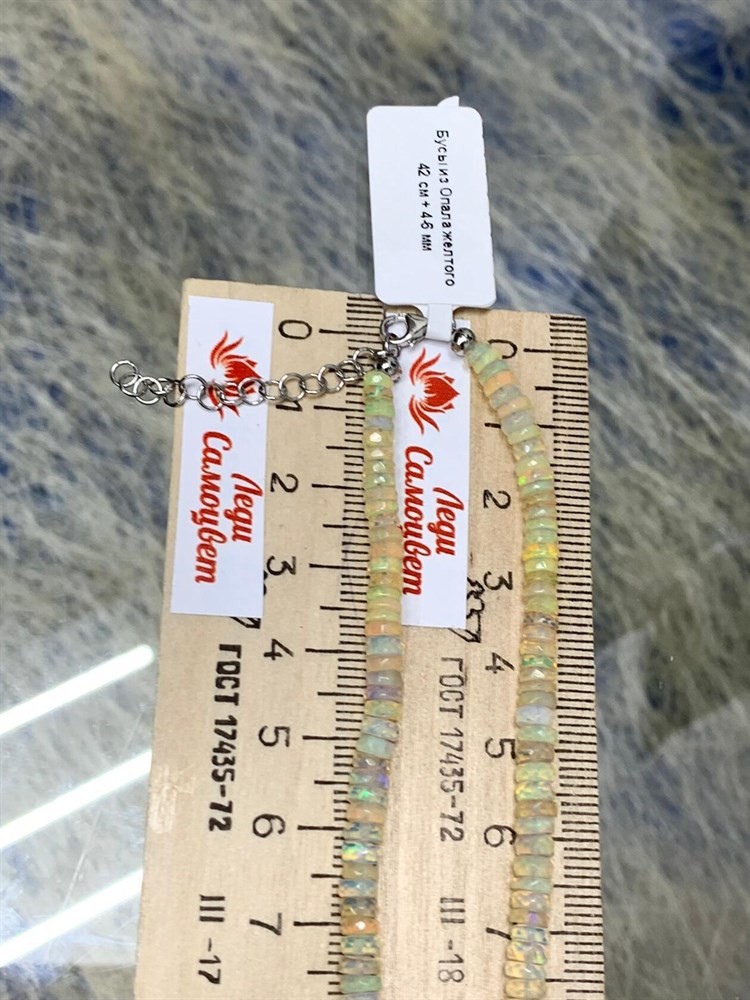 Бусы из Опала желтого
42 см + 4-6 мм
Леди
Самоцвет
Леди
Самоцвет
0
1
2
3
4
5
6
7
ГОСТ 17435-72
III -17
0
1
2
3
4
5
6
7
ГОСТ 17435-72
III -18